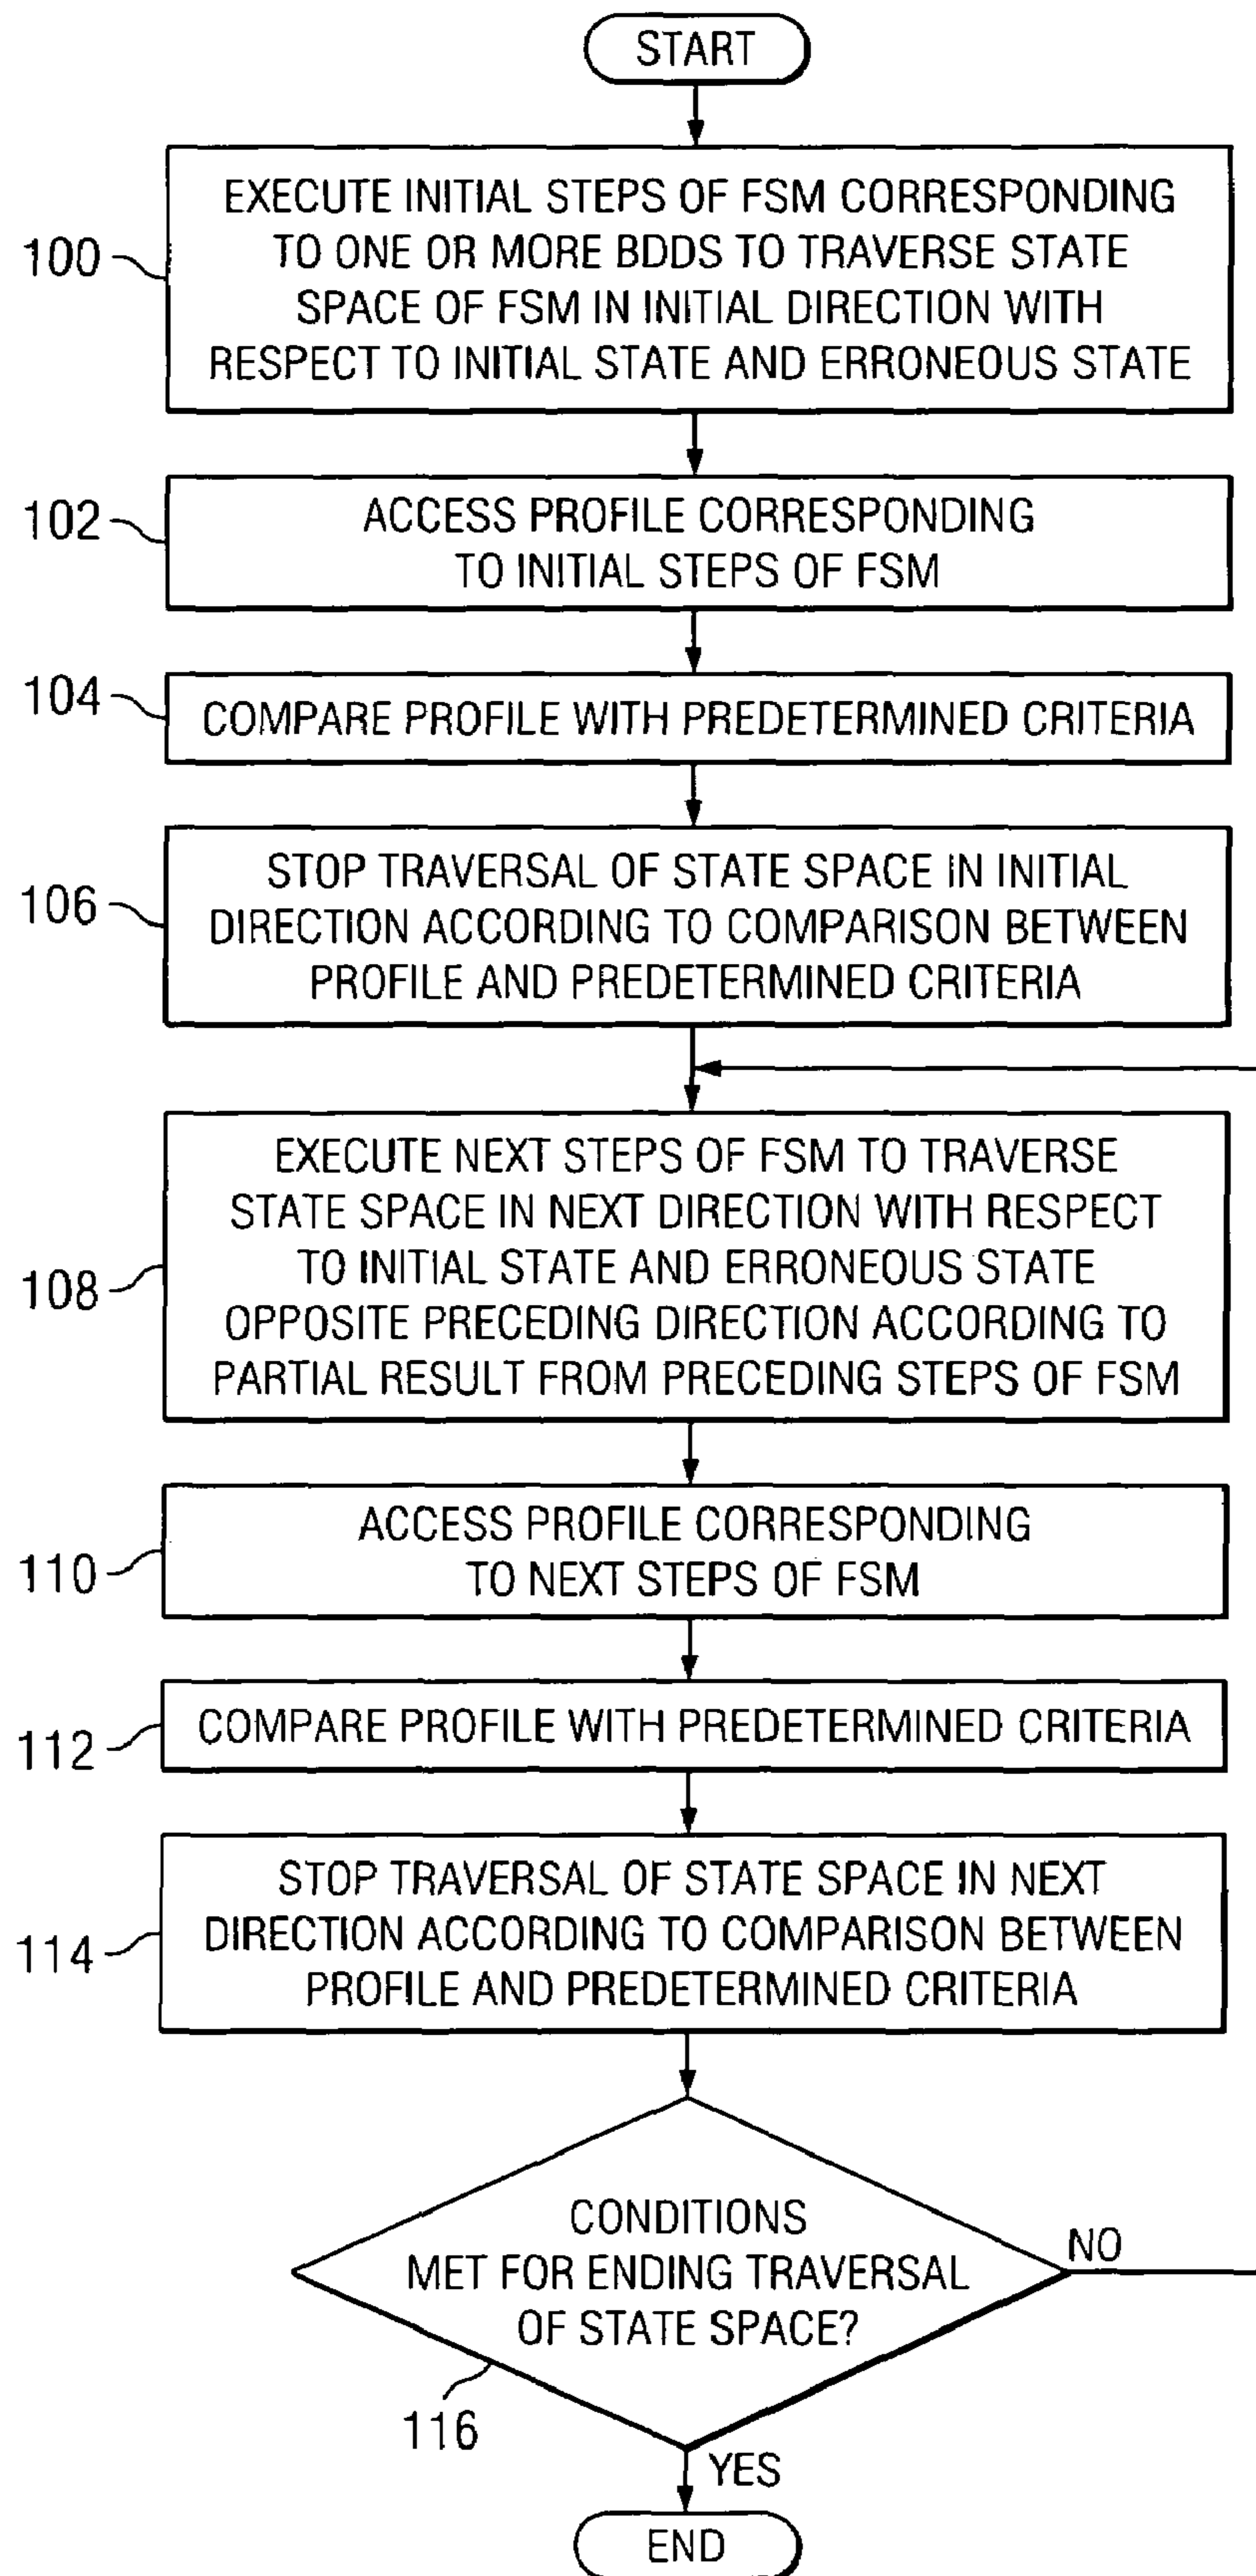 START
100
EXECUTE INITIAL STEPS OF FSM CORRESPONDING
TO ONE OR MORE BDDS TO TRAVERSE STATE
SPACE OF FSM IN INITIAL DIRECTION WITH
RESPECT TO INITIAL STATE AND ERRONEOUS STATE
102
ACCESS PROFILE CORRESPONDING
TO INITIAL STEPS OF FSM
104
COMPARE PROFILE WITH PREDETERMINED CRITERIA
106
STOP TRAVERSAL OF STATE SPACE IN INITIAL
DIRECTION ACCORDING TO COMPARISON BETWEEN
PROFILE AND PREDETERMINED CRITERIA
108
EXECUTE NEXT STEPS OF FSM TO TRAVERSE
STATE SPACE IN NEXT DIRECTION WITH RESPECT
TO INITIAL STATE AND ERRONEOUS STATE
OPPOSITE PRECEDING DIRECTION ACCORDING TO
PARTIAL RESULT FROM PRECEDING STEPS OF FSM
110
ACCESS PROFILE CORRESPONDING
TO NEXT STEPS OF FSM
112
COMPARE PROFILE WITH PREDETERMINED CRITERIA
114
STOP TRAVERSAL OF STATE SPACE IN NEXT
DIRECTION ACCORDING TO COMPARISON BETWEEN
PROFILE AND PREDETERMINED CRITERIA
CONDITIONS
MET FOR ENDING TRAVERSAL
OF STATE SPACE?
NO
116
YES
END